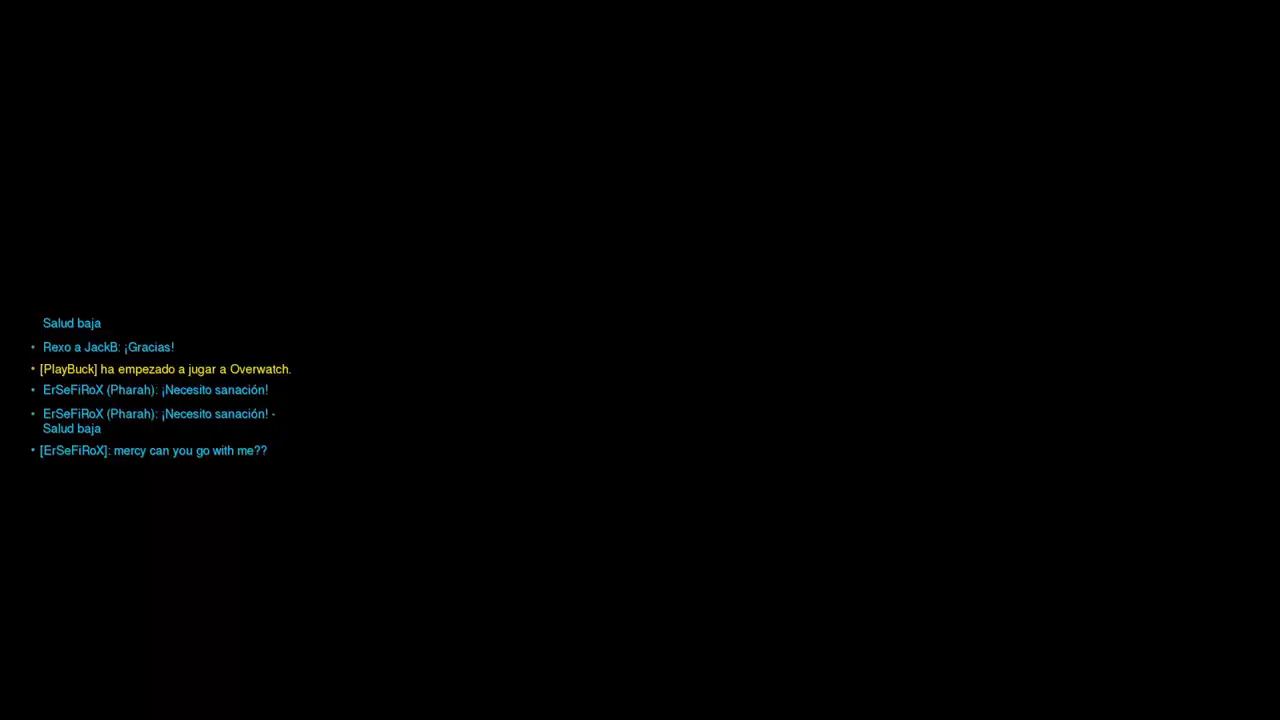 Salud baja
• Rexo a JackB: ¡Gracias!
• [PlayBuck] ha empezado a jugar a Overwatch.
• ErSeFiRoX (Pharah): ¡Necesito sanación!
• ErSeFiRoX (Pharah): ¡Necesito sanación! -
Salud baja
• [ErSeFiRoX]: mercy can you go with me??